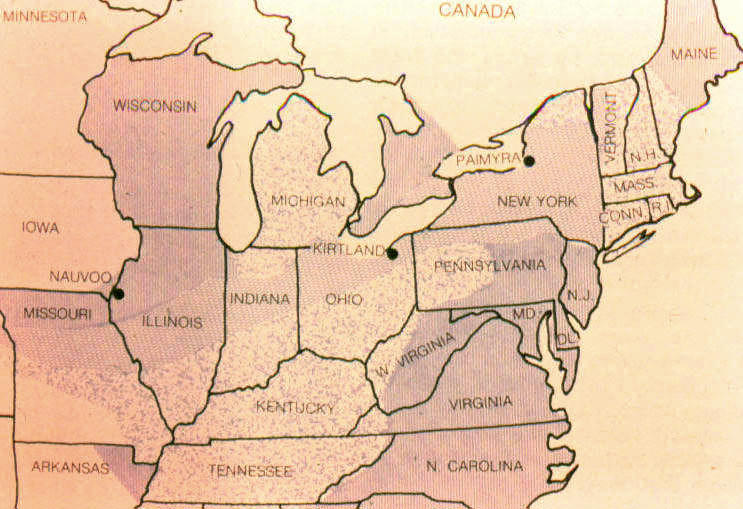 MINNESOTA
CANADA
MAINE
WISCONSIN
VERMONT
PAIMYRA
N.H.
MASS.
MICHIGAN
NEW YORK
CONN.
R.I.
IOWA
KIRTLAND
PENNSYLVANIA
NAUVOO
INDIANA
OHIO
N.J.
MISSOURI
ILLINOIS
MD.
DL.
W. VIRGINIA
KENTUCKY
VIRGINIA
ARKANSAS
TENNESSEE
N. CAROLINA